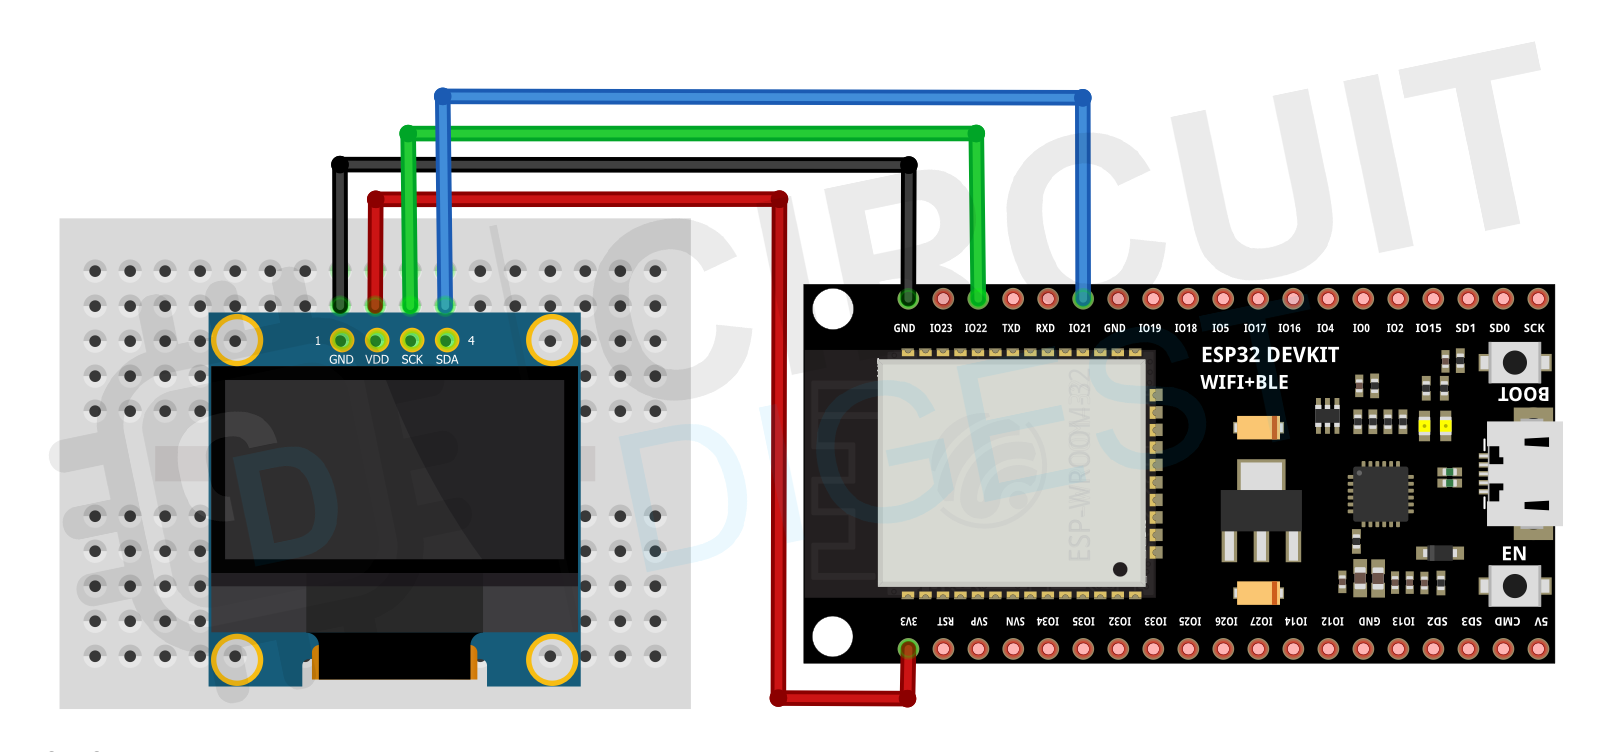 CIRCUIT
DIGEST
CD
1 4
GND VDD SCK SDA
GND IO23 IO22 TXD RXD IO21 GND IO19 IO18 IO5 IO17 IO16 IO4 IO0 IO2 IO15 SD1 SD0 SCK
ESP32 DEVKIT
WIFI+BLE
BOOT
ESP-WROOM-32
EN
3V3 RST SVP SVN IO34 IO35 IO32 IO33 IO25 IO26 IO27 IO14 IO12 GND IO13 SD2 SD3 CMD 5V